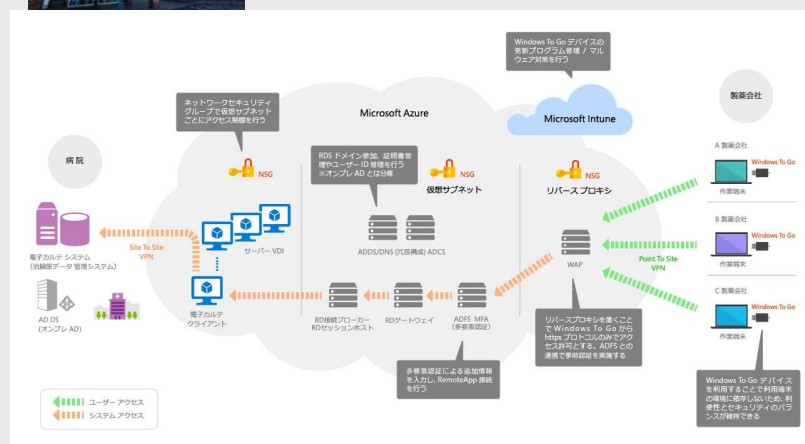 Windows To Go デバイスの
更新プログラム管理 / マル
ウェア対策を行う
製薬会社
ネットワークセキュリティ
グループで仮想サブネット
ごとにアクセス制御を行う
Microsoft Azure
Microsoft Intune
病院
NSG
RDS ドメイン参加、証明書管
理やユーザー ID 管理を行う
※オンプレ AD とは分離
NSG
仮想サブネット
NSG
リバース プロキシ
A 製薬会社
Windows To Go
作業端末
B 製薬会社
Windows To Go
作業端末
C 製薬会社
Windows To Go
作業端末
電子カルテ システム
(治験原データ 管理システム)
Site To Site
VPN
サーバー VDI
ADDS/DNS (冗長構成) ADCS
WAP
Point To Site
VPN
AD DS
(オンプレ AD)
電子カルテ
クライアント
RD接続ブローカー
RDセッションホスト
RDゲートウェイ
ADFS MFA
(多要素認証)
リバースプロキシを置くこと
で Windows To Go から
https プロトコルのみでアク
セス許可とする。ADFS との
連携で事前認証を実施する
多要素認証による追加情報
を入力し、RemoteApp 接続
を行う
Windows To Go デバイス
を利用することで利用端末
の環境に依存しないため、利
便性とセキュリティのバラ
ンスが維持できる
ユーザー アクセス
システム アクセス